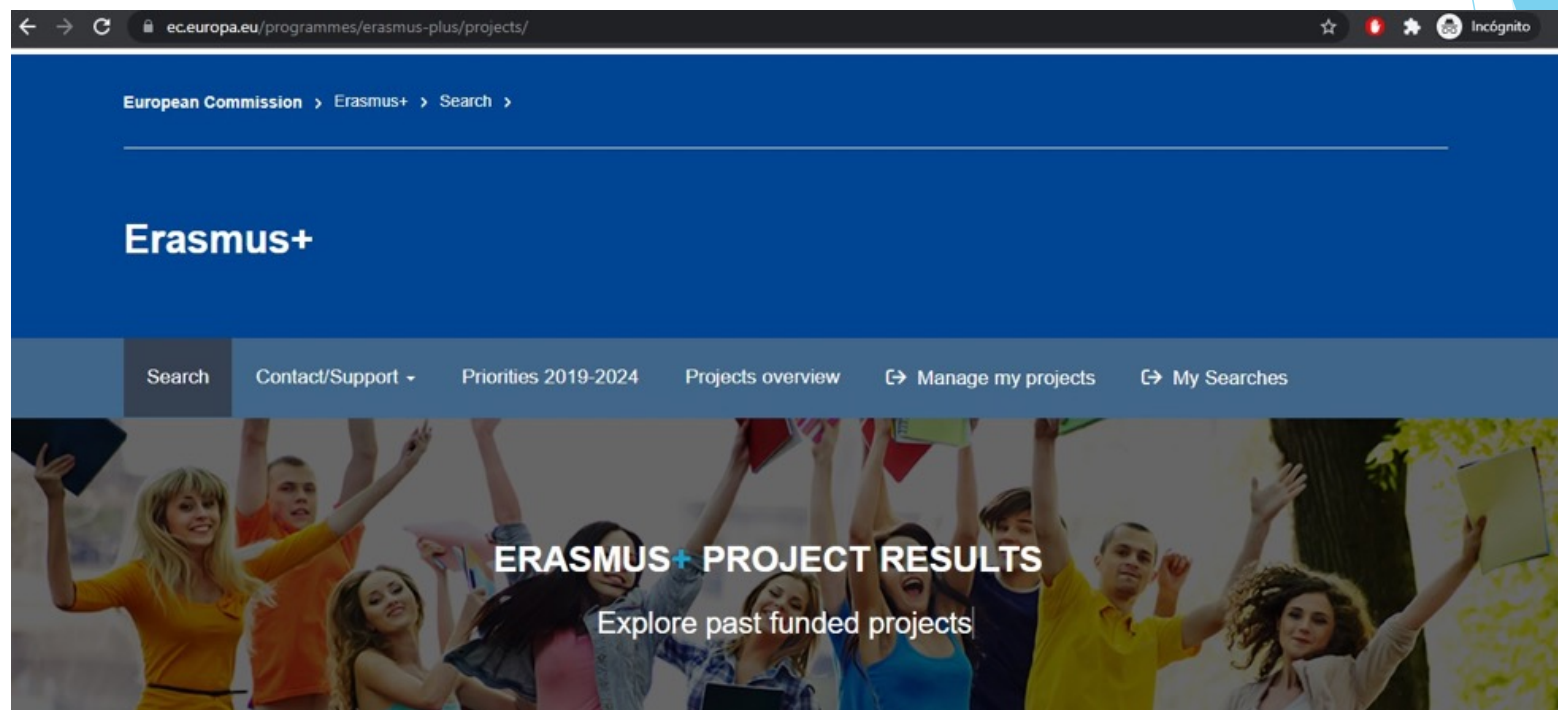 ec.europa.eu/programmes/erasmus-plus/projects/ Incógnito
European Commission > Erasmus+ > Search >
Erasmus+
Search Contact/Support Priorities 2019-2024 Projects overview Manage my projects My Searches
ERASMUS+ PROJECT RESULTS
Explore past funded projects